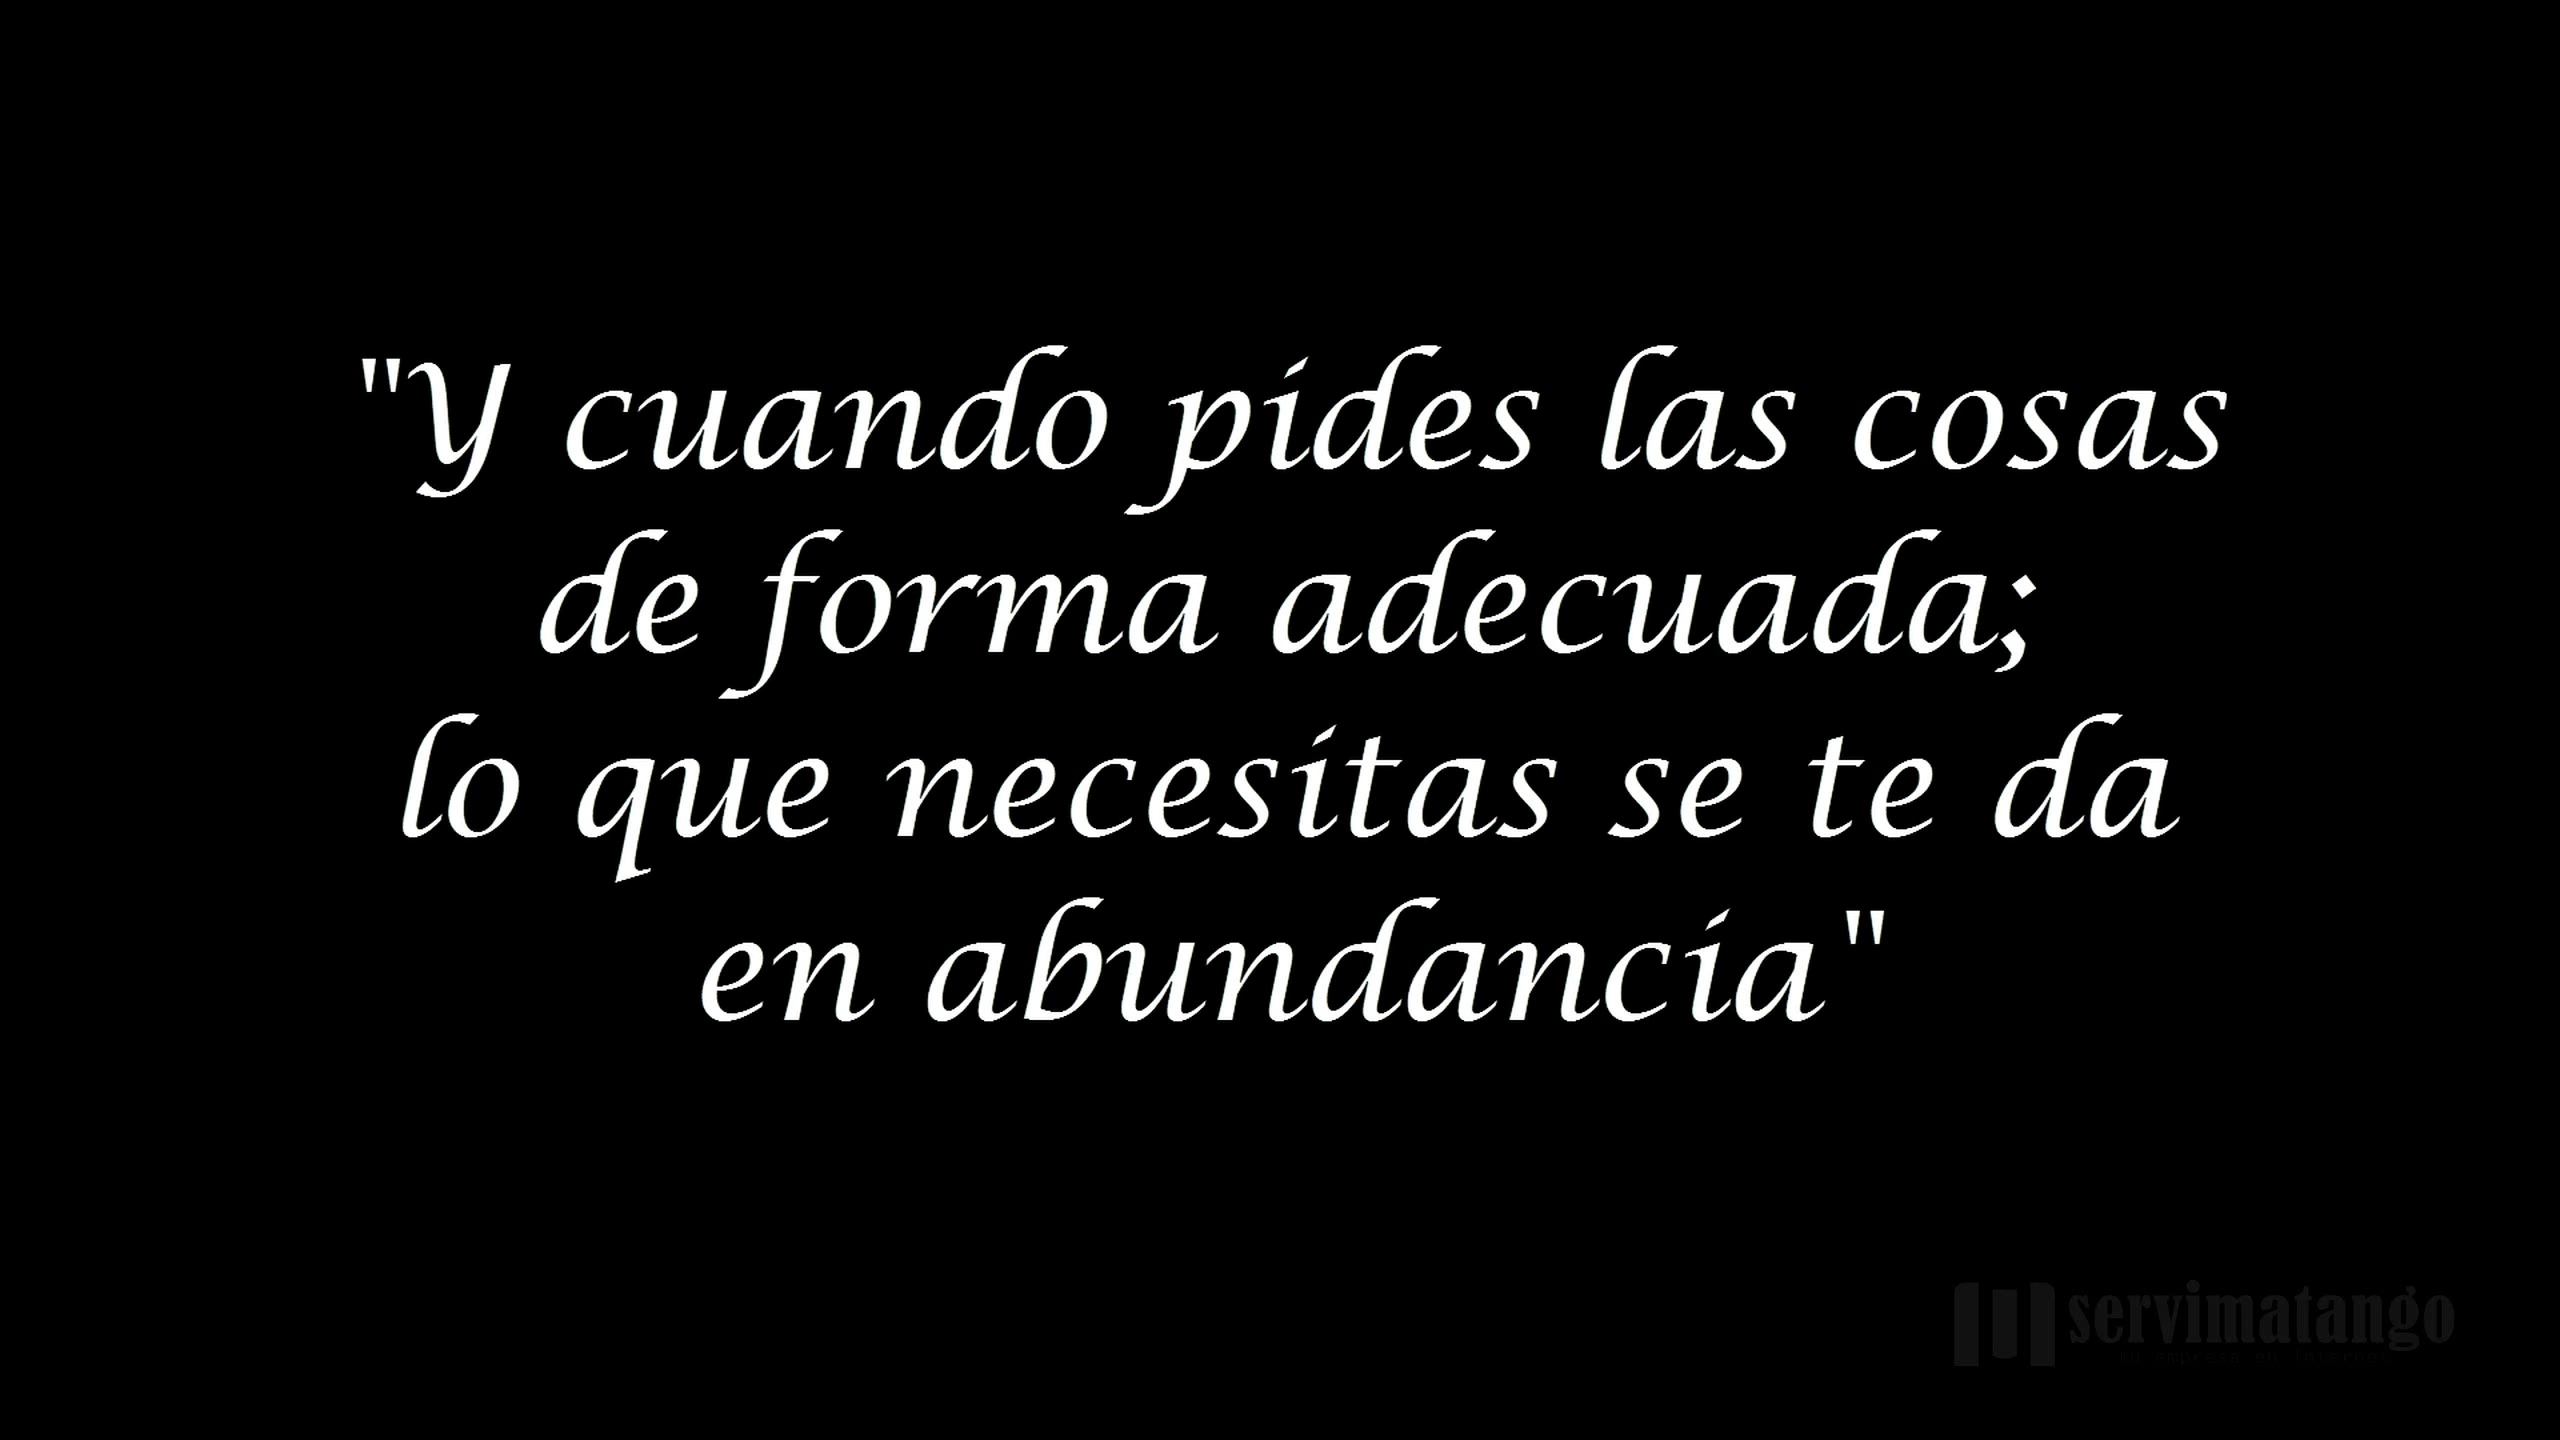 "Y cuando pides las cosas
de forma adecuada;
lo que necesitas se te da
en abundancia"
servimatango